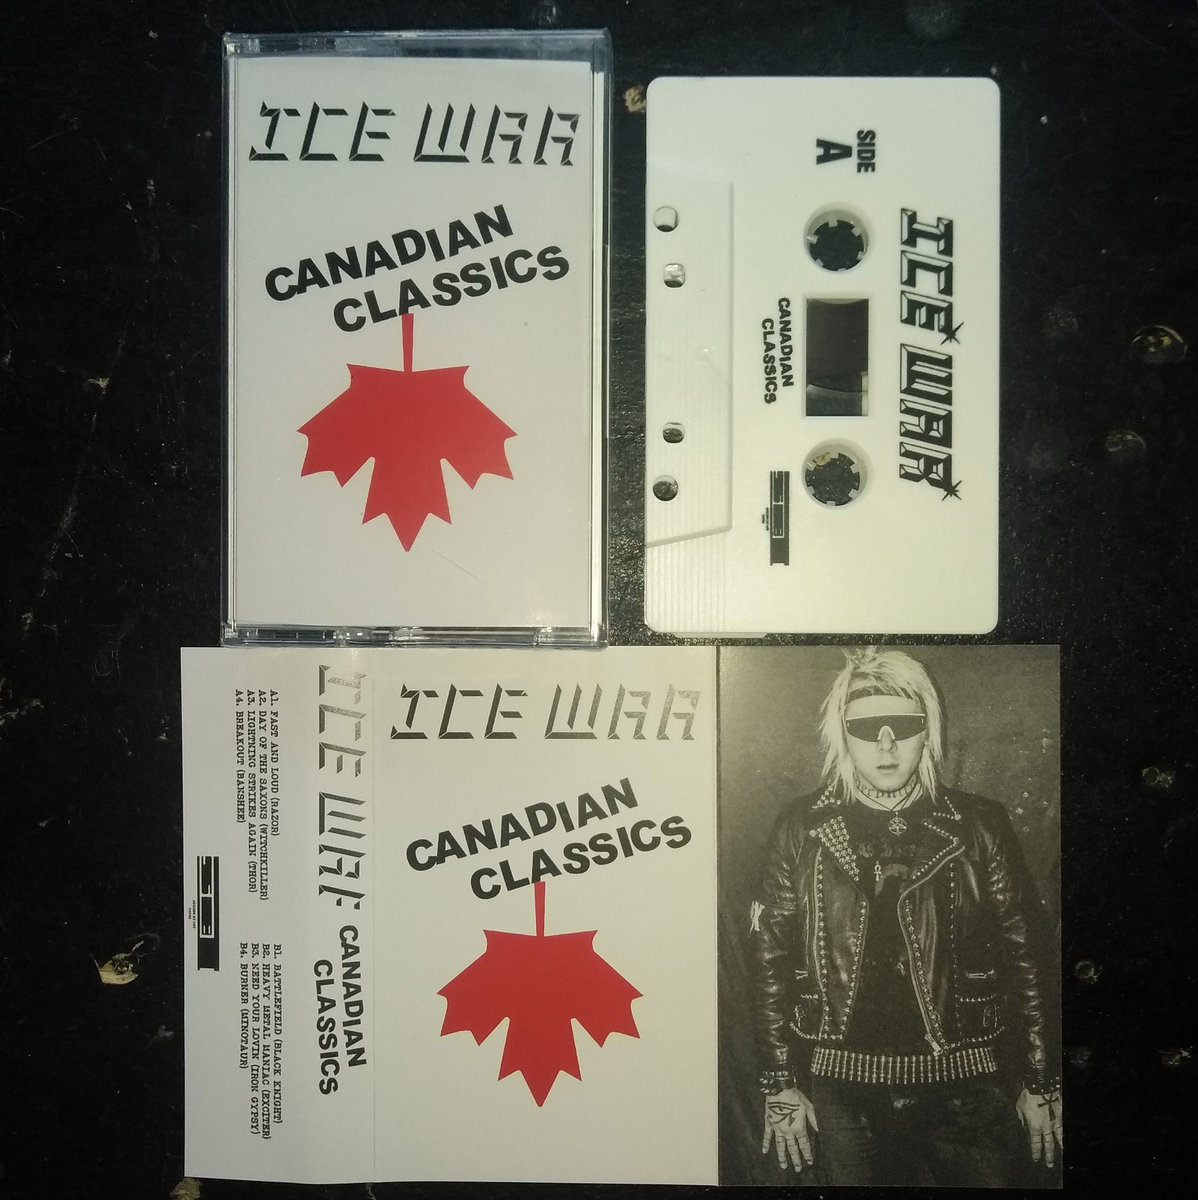 ICE WAR
CANADIAN
CLASSICS
SIDE
A
ICE WAR
CANADIAN
CLASSICS
A1. FAST AND LOUD (RAZOR)
A2. DAY OF THE SAXONS (WITCHKILLER)
A3. LIGHTNING STRIKES AGAIN (THOR)
A4. BREAKOUT (BANSHEE)
B1. BATTLEFIELD (BLACK KNIGHT)
B2. HEAVY METAL MANIAC (EXCITER)
B3. NEED YOUR LOVIN (IRON GYPSY)
B4. BURNER (MINOTAUR)
ICE WAR
CANADIAN
CLASSICS
ICE WAR
CANADIAN
CLASSICS